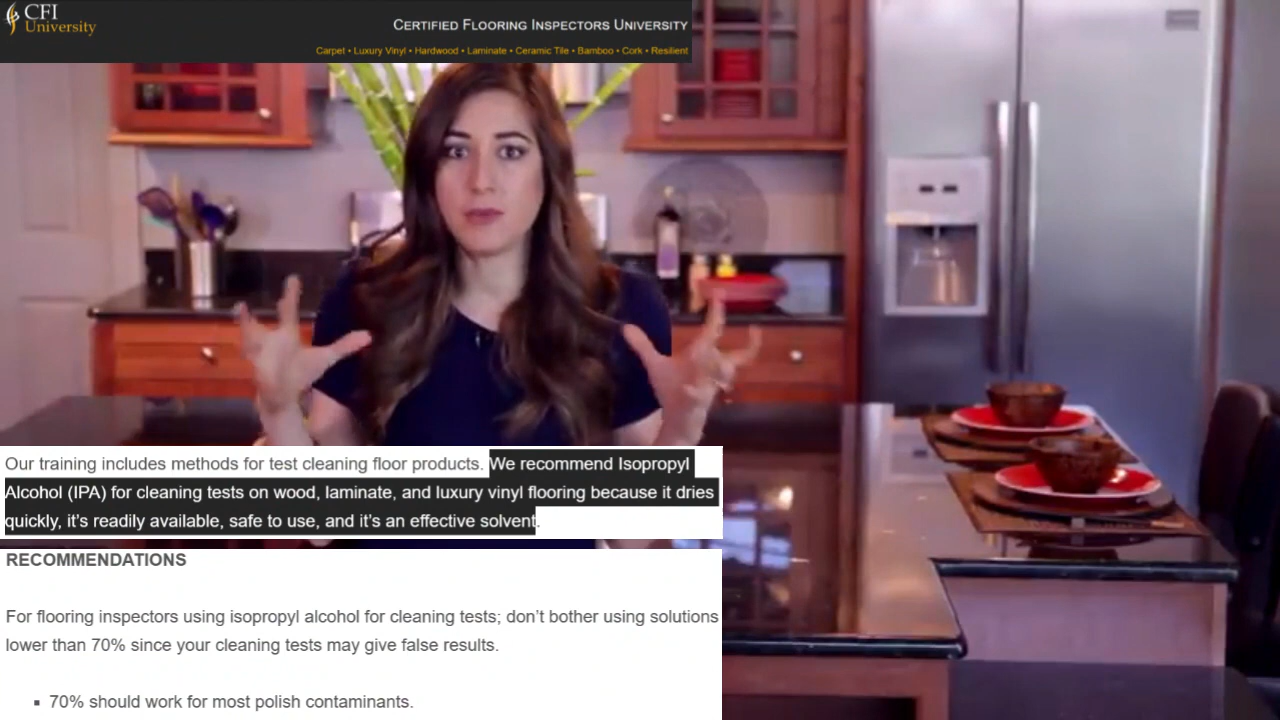 CFI
University
CERTIFIED FLOORING INSPECTORS UNIVERSITY
Carpet • Luxury Vinyl • Hardwood • Laminate • Ceramic Tile • Bamboo • Cork • Resilient
Our training includes methods for test cleaning floor products. We recommend Isopropyl
Alcohol (IPA) for cleaning tests on wood, laminate, and luxury vinyl flooring because it dries
quickly, it's readily available, safe to use, and it's an effective solvent.
RECOMMENDATIONS
For flooring inspectors using isopropyl alcohol for cleaning tests; don't bother using solutions
lower than 70% since your cleaning tests may give false results.
▪ 70% should work for most polish contaminants.